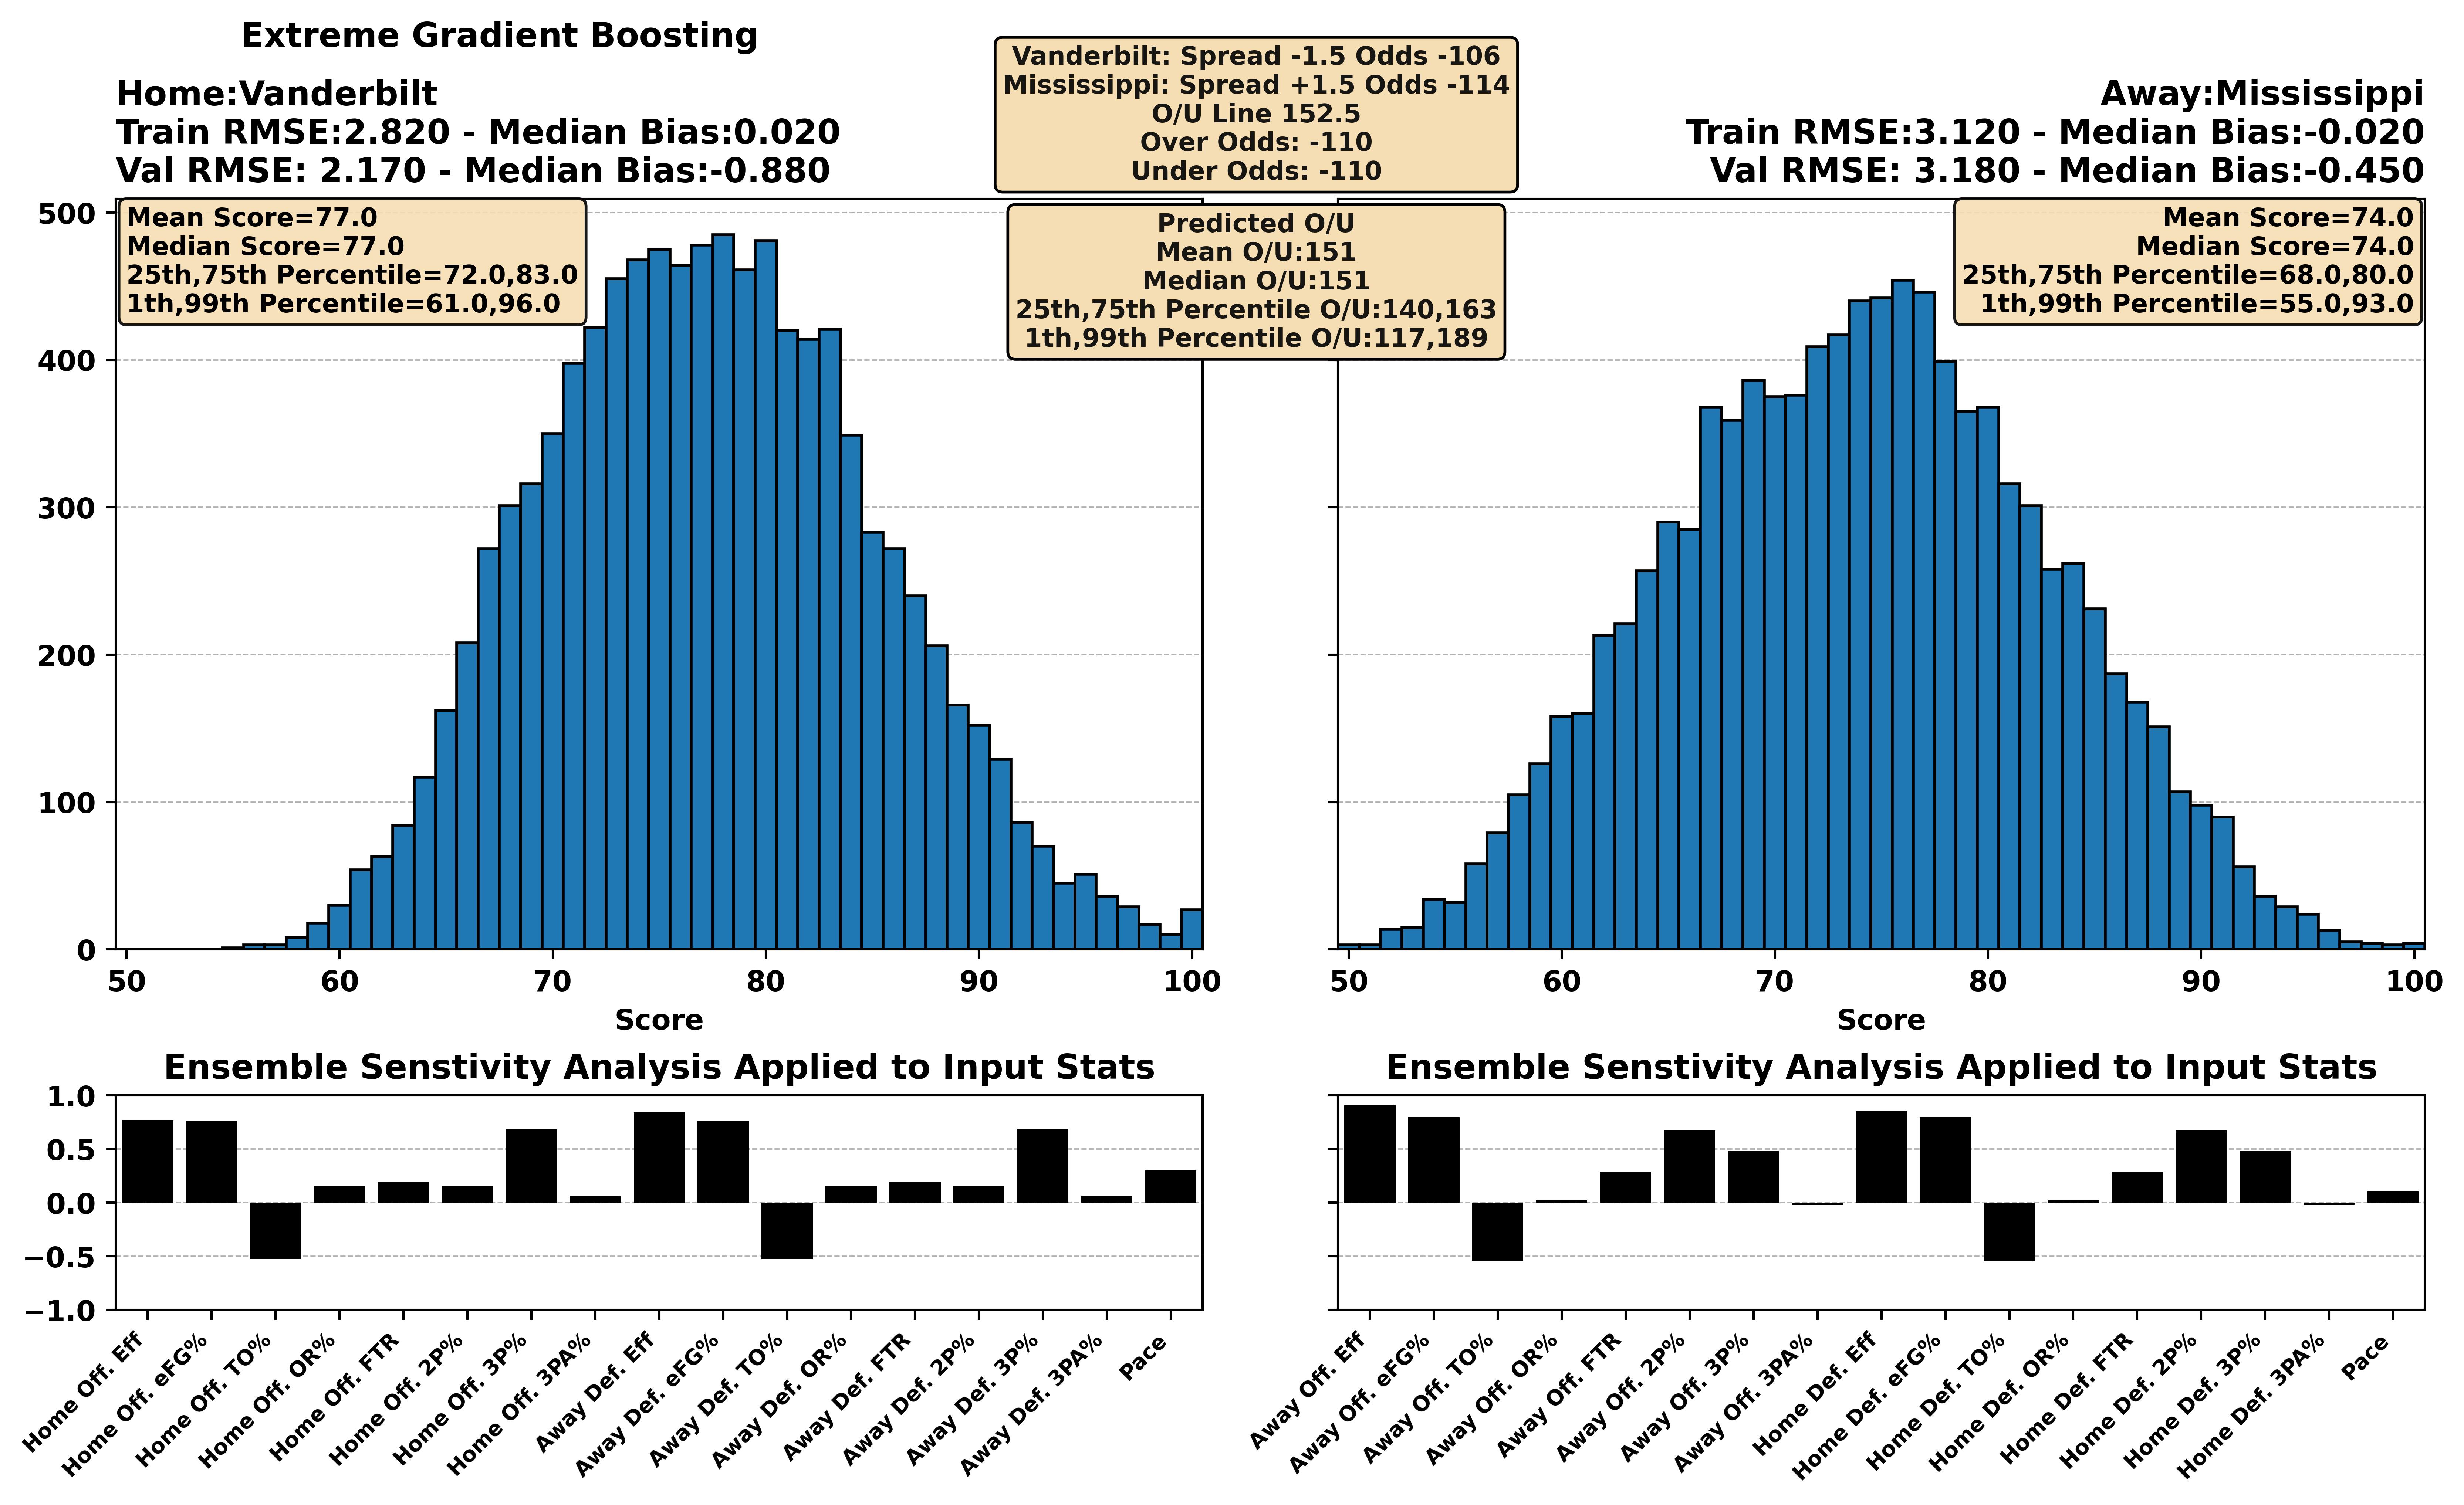 Extreme Gradient Boosting
Home:Vanderbilt
Train RMSE:2.820 - Median Bias:0.020
Val RMSE: 2.170 - Median Bias:-0.880
Vanderbilt: Spread -1.5 Odds -106
Mississippi: Spread +1.5 Odds -114
O/U Line 152.5
Over Odds: -110
Under Odds: -110
Away:Mississippi
Train RMSE:3.120 - Median Bias:-0.020
Val RMSE: 3.180 - Median Bias:-0.450
Mean Score=77.0
Median Score=77.0
25th,75th Percentile=72.0,83.0
1th,99th Percentile=61.0,96.0
Predicted O/U
Mean O/U:151
Median O/U:151
25th,75th Percentile O/U:140,163
1th,99th Percentile O/U:117,189
Mean Score=74.0
Median Score=74.0
25th,75th Percentile=68.0,80.0
1th,99th Percentile=55.0,93.0
500
400
300
200
100
0
50 60 70 80 90 100
Score
50 60 70 80 90 100
Score
Ensemble Senstivity Analysis Applied to Input Stats
1.0
0.5
0.0
−0.5
−1.0
Home Off. Eff
Home Off. eFG%
Home Off. TO%
Home Off. OR%
Home Off. FTR
Home Off. 2P%
Home Off. 3P%
Home Off. 3PA%
Away Def. Eff
Away Def. eFG%
Away Def. TO%
Away Def. OR%
Away Def. FTR
Away Def. 2P%
Away Def. 3P%
Away Def. 3PA%
Pace
Ensemble Senstivity Analysis Applied to Input Stats
Away Off. Eff
Away Off. eFG%
Away Off. TO%
Away Off. OR%
Away Off. FTR
Away Off. 2P%
Away Off. 3P%
Away Off. 3PA%
Home Def. Eff
Home Def. eFG%
Home Def. TO%
Home Def. OR%
Home Def. FTR
Home Def. 2P%
Home Def. 3P%
Home Def. 3PA%
Pace